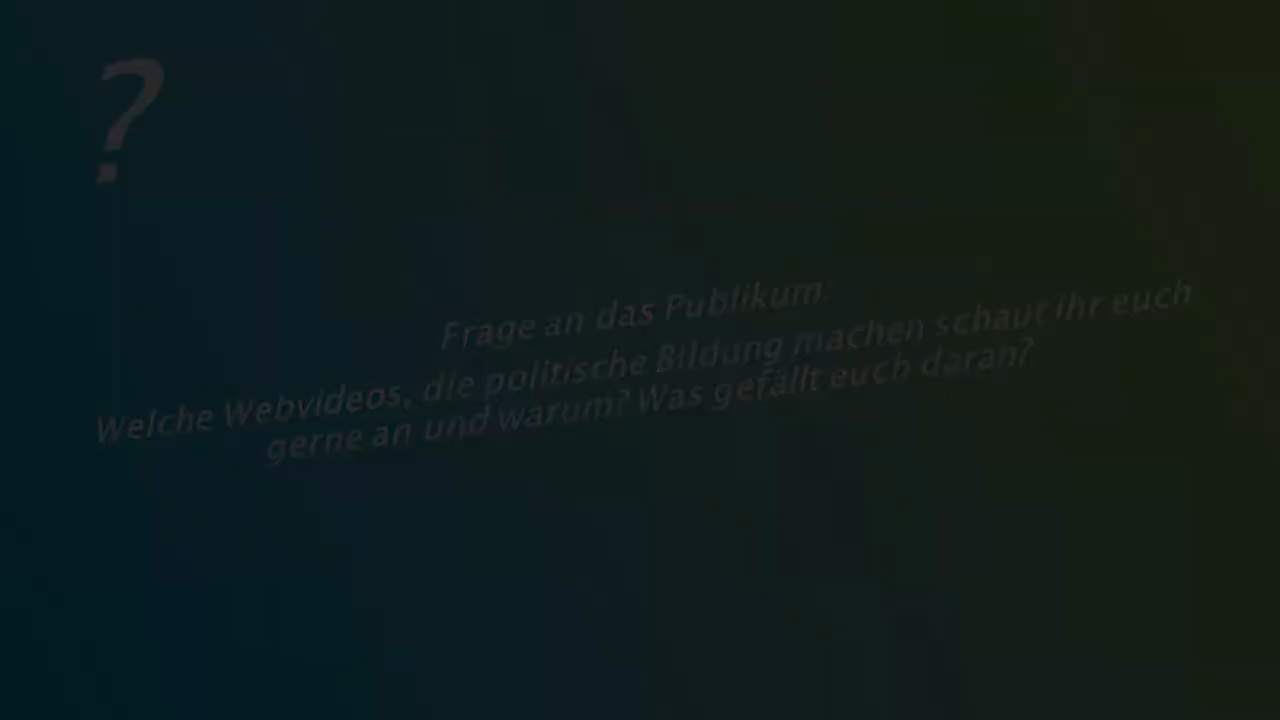 ?
Frage an das Publikum:
Welche Webvideos, die politische Bildung machen schaut ihr euch
gerne an und warum? Was gefällt euch daran?